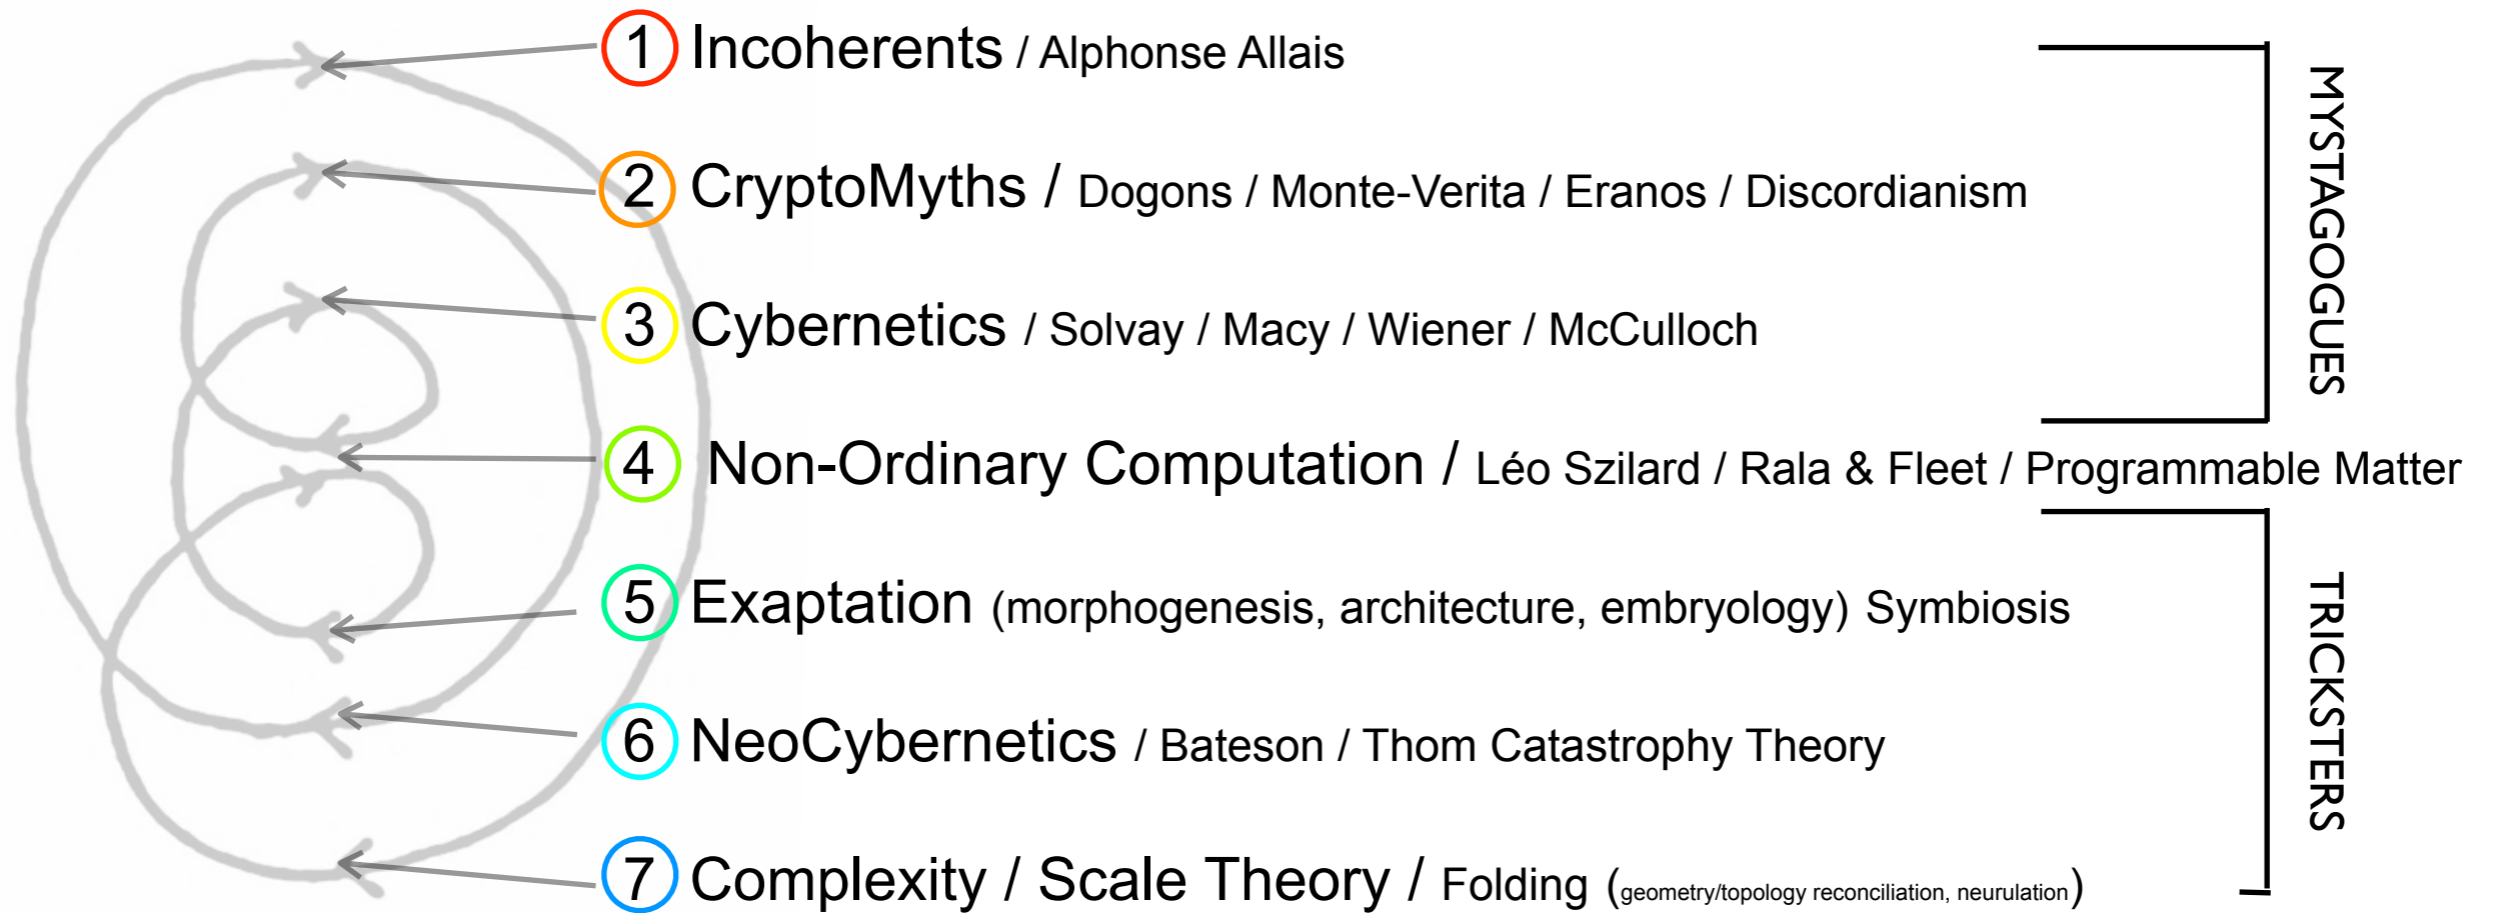 1 Incoherents / Alphonse Allais
2 CryptoMyths / Dogons / Monte-Verita / Eranos / Discordianism
3 Cybernetics / Solvay / Macy / Wiener / McCulloch
MYSTAGOGUES
4 Non-Ordinary Computation / Léo Szilard / Rala & Fleet / Programmable Matter
5 Exaptation (morphogenesis, architecture, embryology) Symbiosis
6 NeoCybernetics / Bateson / Thom Catastrophy Theory
7 Complexity / Scale Theory / Folding (geometry/topology reconciliation, neurulation)
TRICKSTERS